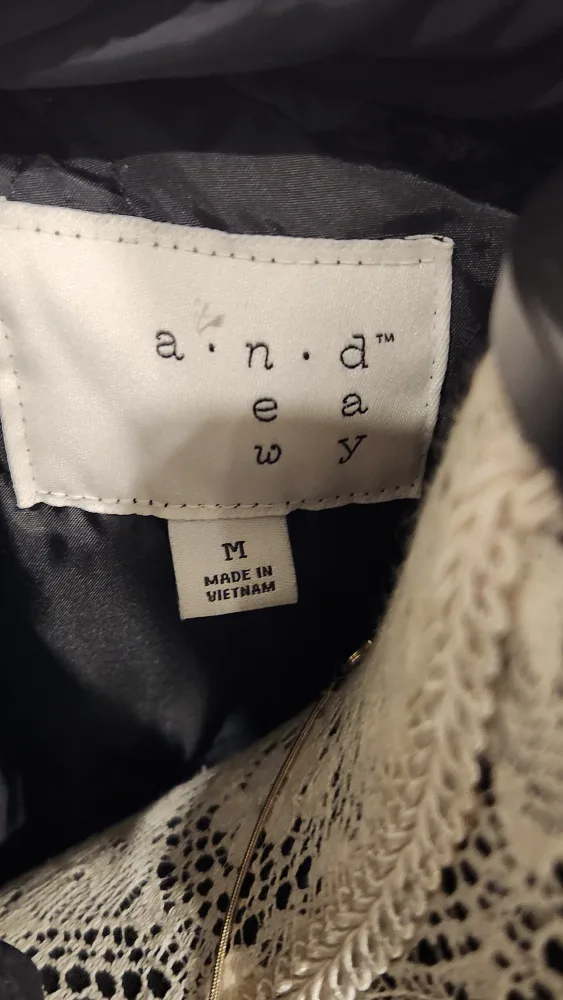 a · n · d™
e a
w y
M
MADE IN
VIETNAM